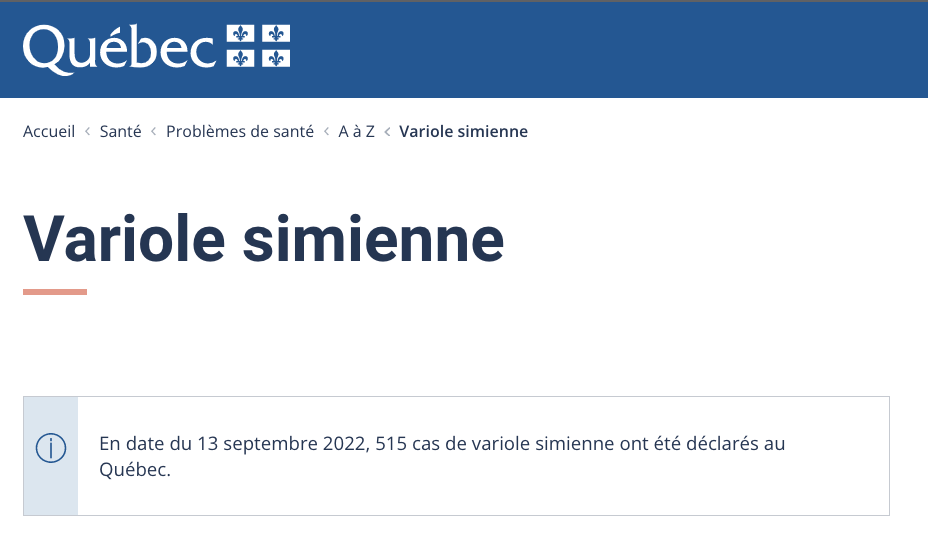 Québec
Accueil < Santé < Problèmes de santé < A à Z < Variole simienne
Variole simienne
En date du 13 septembre 2022, 515 cas de variole simienne ont été déclarés au
Québec.